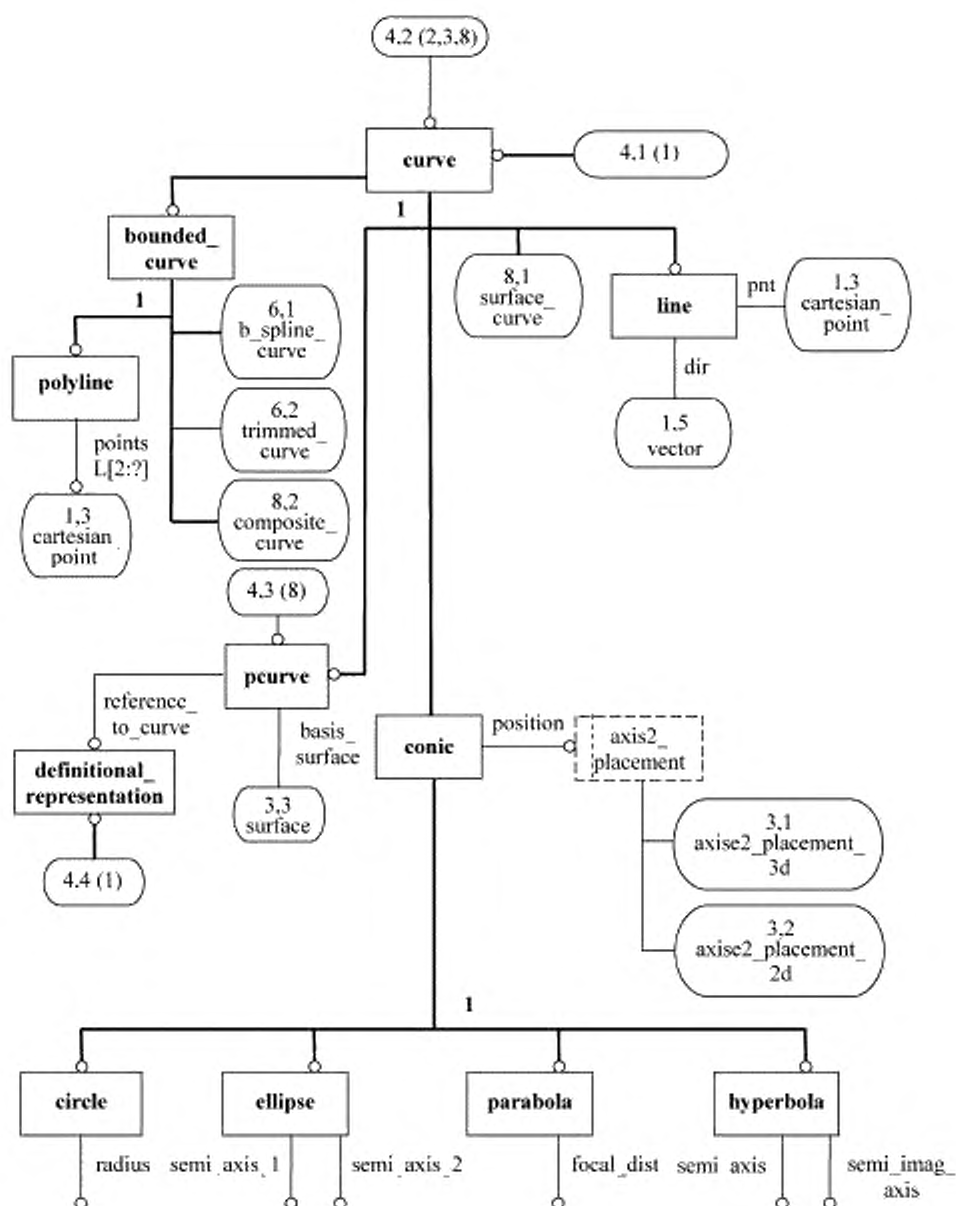 4,2 (2,3,8)
curve
4,1 (1)
1
bounded_
curve
8,1
surface_
curve
line
pnt
1,3
cartesian_
point
dir
1,5
vector
1
6,1
b_spline_
curve
polyline
points
L[2:?]
1,3
cartesian
point
6,2
trimmed_
curve
8,2
composite_
curve
4.3 (8)
pcurve
reference_
to_curve
basis_
surface
definitional_
representation
4.4 (1)
3,3
surface
conic
position
axis2_
placement
3,1
axise2_placement_
3d
3,2
axise2_placement_
2d
1
circle
ellipse
parabola
hyperbola
radius
semi_axis_1
semi_axis_2
focal_dist
semi_axis
semi_imag_
axis